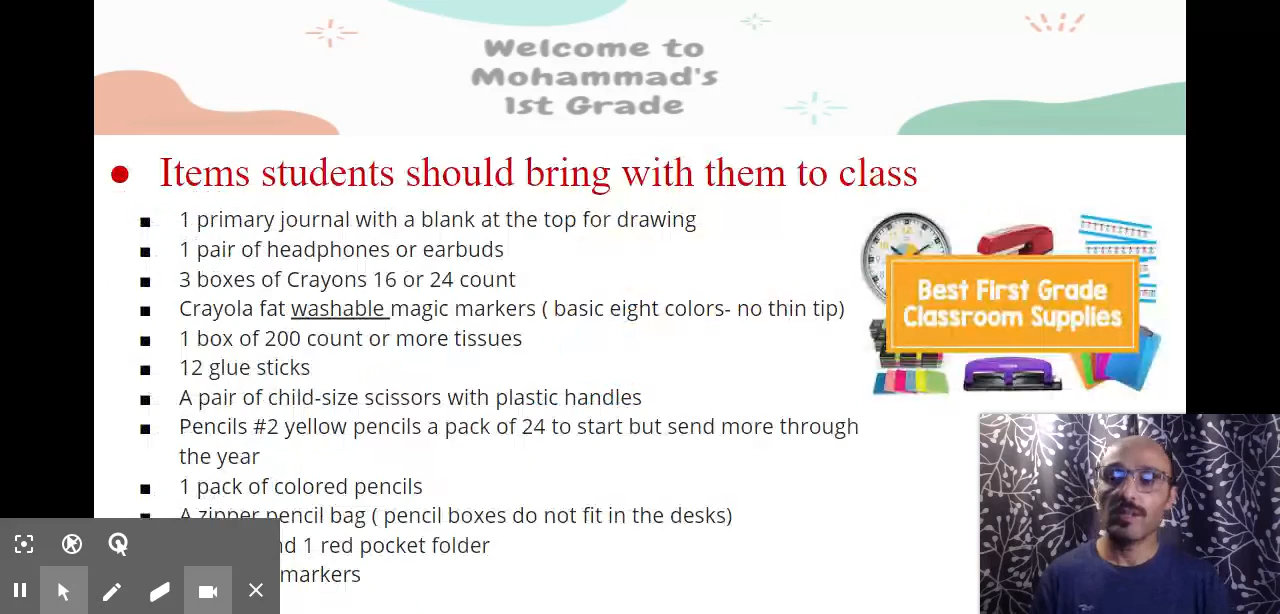 Welcome to
Mohammad's
1st Grade
● Items students should bring with them to class
▪ 1 primary journal with a blank at the top for drawing
▪ 1 pair of headphones or earbuds
▪ 3 boxes of Crayons 16 or 24 count
▪ Crayola fat washable magic markers ( basic eight colors- no thin tip)
▪ 1 box of 200 count or more tissues
▪ 12 glue sticks
▪ A pair of child-size scissors with plastic handles
▪ Pencils #2 yellow pencils a pack of 24 to start but send more through
the year
▪ 1 pack of colored pencils
▪ A zipper pencil bag ( pencil boxes do not fit in the desks)
1 red pocket folder
markers
Best First Grade
Classroom Supplies